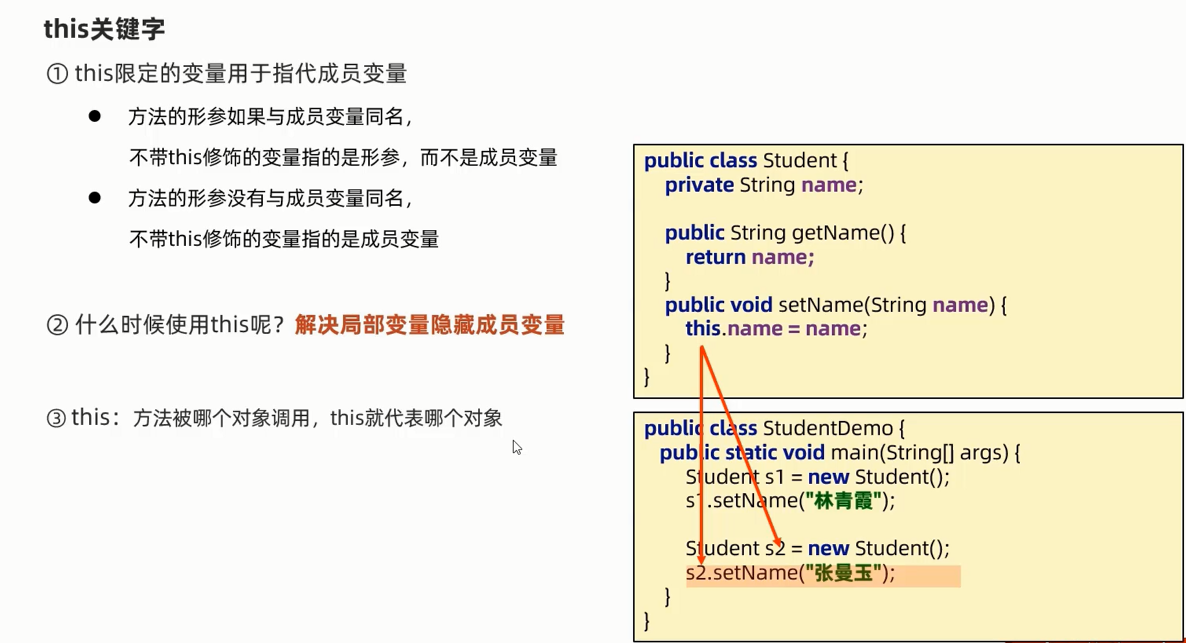 this关键字
① this限定的变量用于指代成员变量
● 方法的形参如果与成员变量同名，
不带this修饰的变量指的是形参，而不是成员变量
● 方法的形参没有与成员变量同名，
不带this修饰的变量指的是成员变量
② 什么时候使用this呢？解决局部变量隐藏成员变量
③ this：方法被哪个对象调用，this就代表哪个对象
public class Student {
private String name;
public String getName() {
return name;
}
public void setName(String name) {
this.name = name;
}
}
public class StudentDemo {
public static void main(String[] args) {
Student s1 = new Student();
s1.setName("林青霞");
Student s2 = new Student();
s2.setName("张曼玉");
}
}